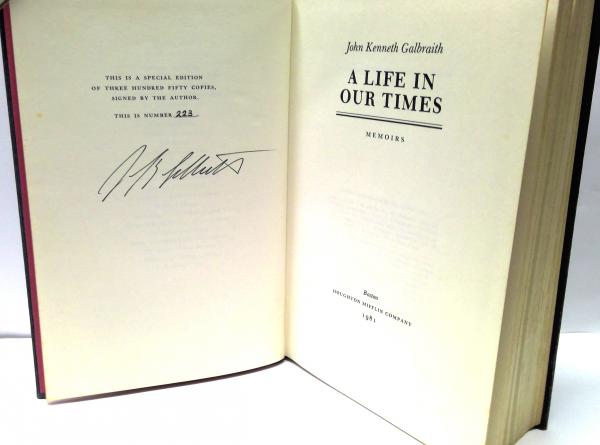 THIS IS A SPECIAL EDITION
OF THREE HUNDRED FIFTY COPIES,
SIGNED BY THE AUTHOR.
THIS IS NUMBER 223
John Kenneth Galbraith
A LIFE IN
OUR TIMES
MEMOIRS
Boston
HOUGHTON MIFFLIN COMPANY
1981